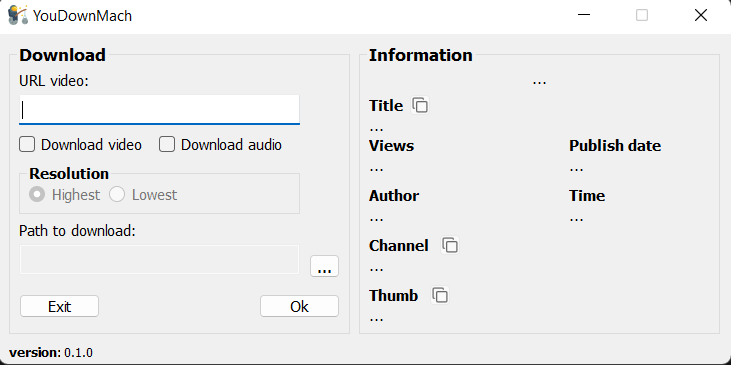 YouDownMach
Download
URL video:
Download video Download audio
Resolution
Highest Lowest
Path to download:
...
Exit Ok
Information
...
Title
...
Views Publish date
... ...
Author Time
... ...
Channel
...
Thumb
...
version: 0.1.0